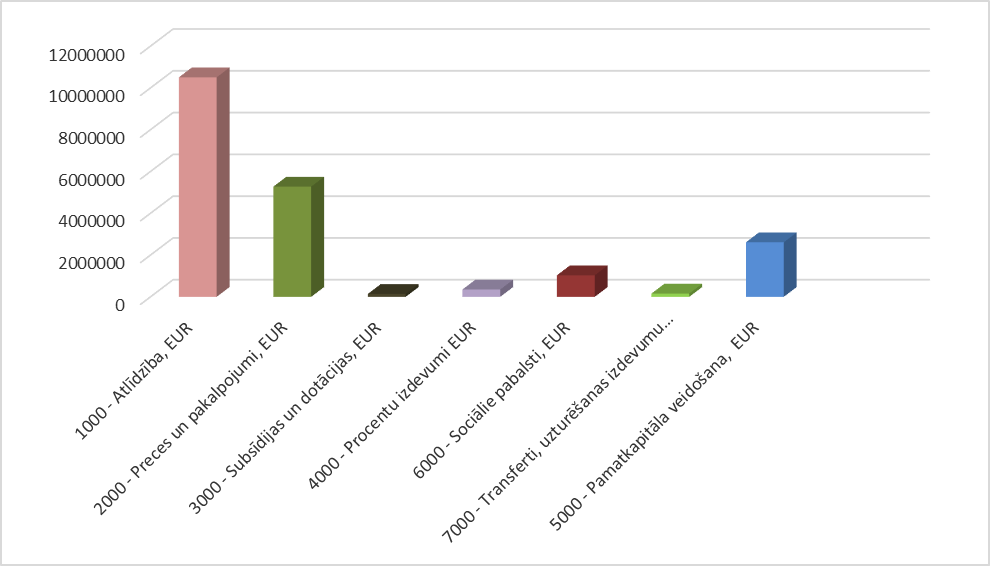 12000000
10000000
8000000
6000000
4000000
2000000
0
1000 - Atlīdzība, EUR
2000 - Preces un pakalpojumi, EUR
3000 - Subsīdijas un dotācijas, EUR
4000 - Procentu izdevumi EUR
6000 - Sociālie pabalsti, EUR
7000 - Transferti, uzturēšanas izdevumu...
5000 - Pamatkapitāla veidošana, EUR